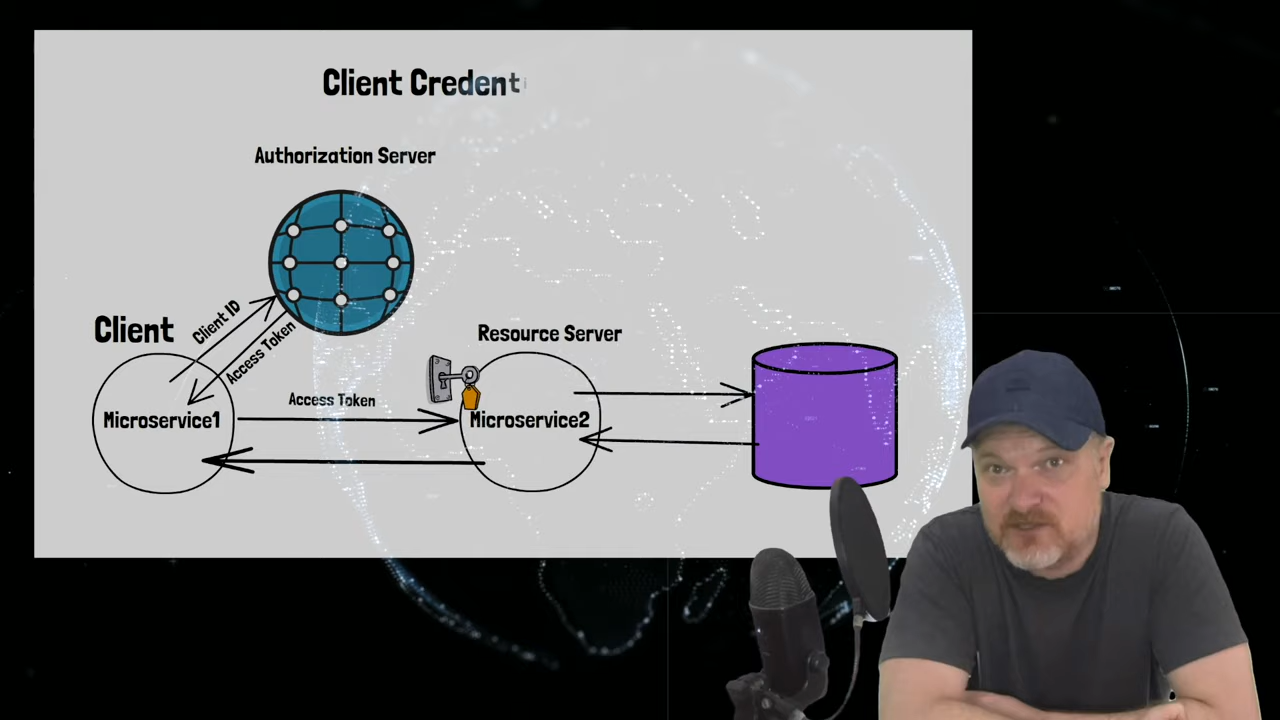 Client Credent
Authorization Server
Client
Client ID
Access Token
Resource Server
Access Token
Microservice1
Microservice2